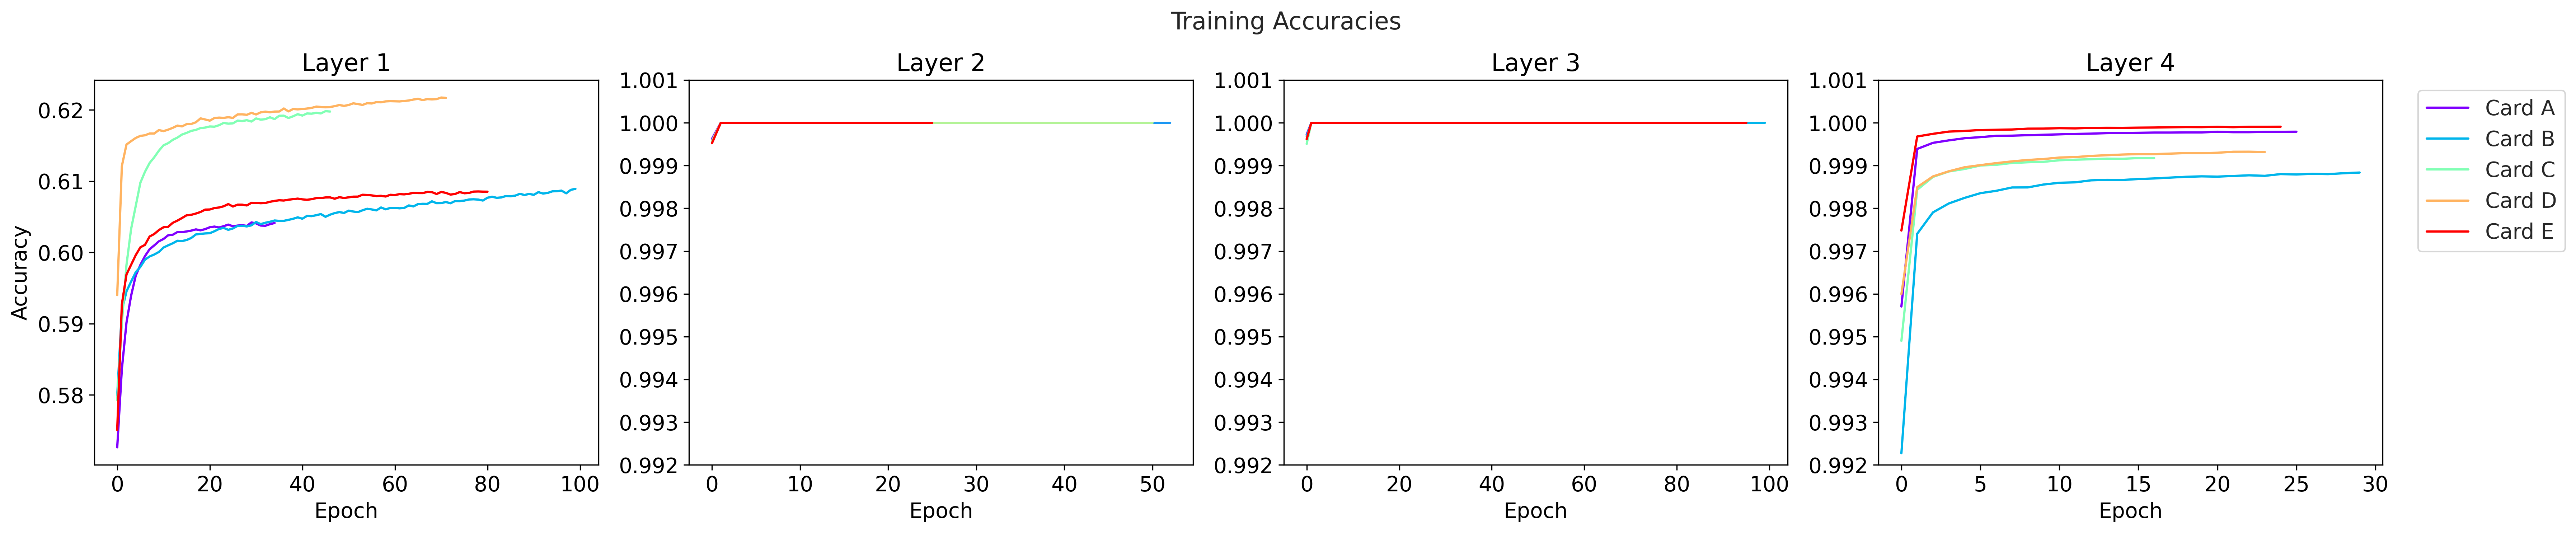 Training Accuracies
Layer 1
0.62
0.61
0.60
0.59
0.58
Accuracy
0 20 40 60 80 100
Epoch
Layer 2
1.001
1.000
0.999
0.998
0.997
0.996
0.995
0.994
0.993
0.992
0 10 20 30 40 50
Epoch
Layer 3
1.001
1.000
0.999
0.998
0.997
0.996
0.995
0.994
0.993
0.992
0 20 40 60 80 100
Epoch
Layer 4
1.001
1.000
0.999
0.998
0.997
0.996
0.995
0.994
0.993
0.992
0 5 10 15 20 25 30
Epoch
Card A
Card B
Card C
Card D
Card E